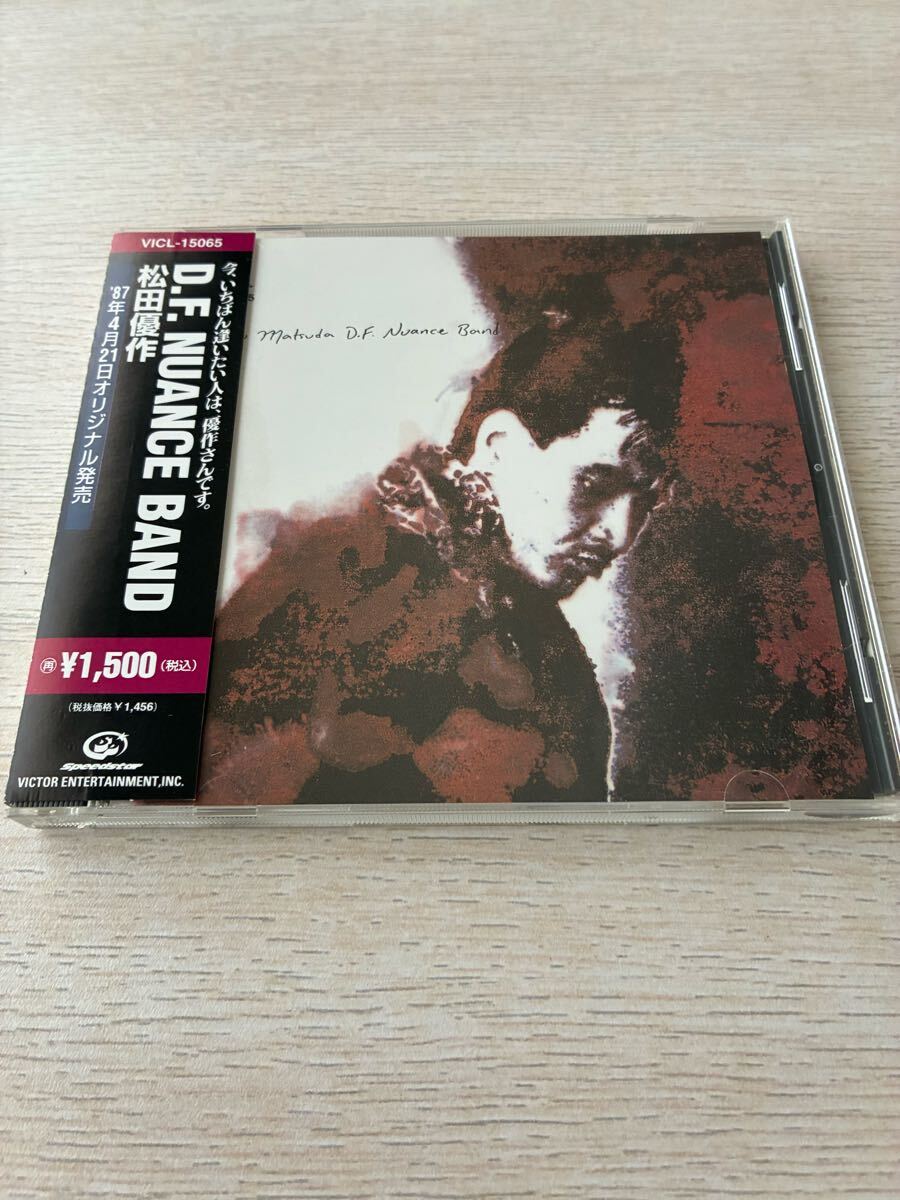 VICL-15065
今、いちばん逢いたい人は、優作さんです。
D.F. NUANCE BAND
松田優作
'87年4月21日オリジナル発売
再 ¥1,500(税込)
(税抜価格¥1,456)
Speedstar
VICTOR ENTERTAINMENT,INC.
Matsuda D.F. Nuance Band